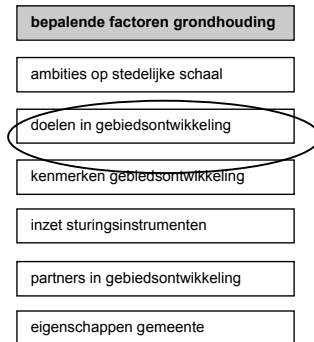 bepalende factoren grondhouding
ambities op stedelijke schaal
doelen in gebiedsontwikkeling
kenmerken gebiedsontwikkeling
inzet sturingsinstrumenten
partners in gebiedsontwikkeling
eigenschappen gemeente